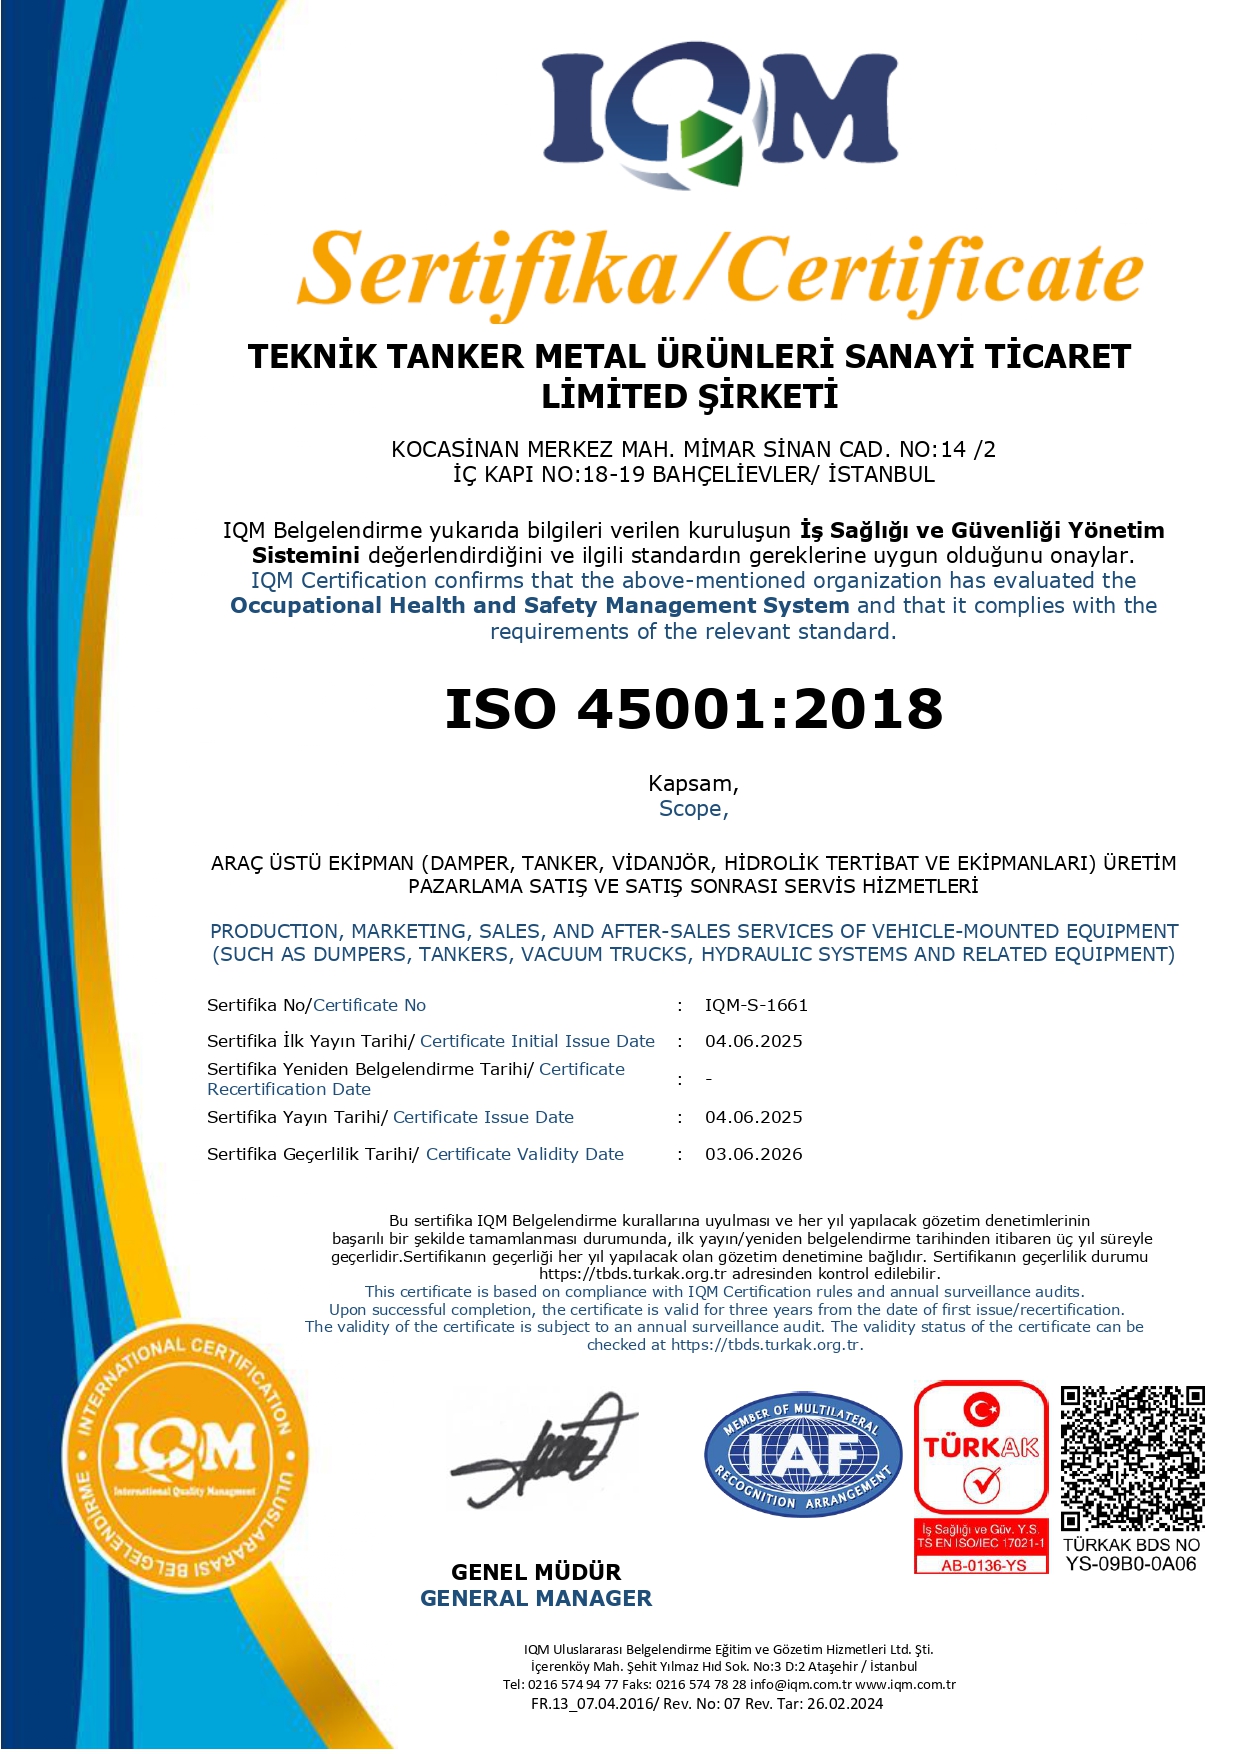 IQM
Sertifika/Certificate
TEKNİK TANKER METAL ÜRÜNLERİ SANAYİ TİCARET
LİMİTED ŞİRKETİ
KOCASİNAN MERKEZ MAH. MİMAR SİNAN CAD. NO:14 /2
İÇ KAPI NO:18-19 BAHÇELİEVLER/ İSTANBUL
IQM Belgelendirme yukarıda bilgileri verilen kuruluşun İş Sağlığı ve Güvenliği Yönetim
Sistemini değerlendirdiğini ve ilgili standardın gereklerine uygun olduğunu onaylar.
IQM Certification confirms that the above-mentioned organization has evaluated the
Occupational Health and Safety Management System and that it complies with the
requirements of the relevant standard.
ISO 45001:2018
Kapsam,
Scope,
ARAÇ ÜSTÜ EKİPMAN (DAMPER, TANKER, VİDANJÖR, HİDROLİK TERTİBAT VE EKİPMANLARI) ÜRETİM
PAZARLAMA SATIŞ VE SATIŞ SONRASI SERVİS HİZMETLERİ
PRODUCTION, MARKETING, SALES, AND AFTER-SALES SERVICES OF VEHICLE-MOUNTED EQUIPMENT
(SUCH AS DUMPERS, TANKERS, VACUUM TRUCKS, HYDRAULIC SYSTEMS AND RELATED EQUIPMENT)
Sertifika No/Certificate No : IQM-S-1661
Sertifika İlk Yayın Tarihi/ Certificate Initial Issue Date : 04.06.2025
Sertifika Yeniden Belgelendirme Tarihi/ Certificate
Recertification Date : -
Sertifika Yayın Tarihi/ Certificate Issue Date : 04.06.2025
Sertifika Geçerlilik Tarihi/ Certificate Validity Date : 03.06.2026
Bu sertifika IQM Belgelendirme kurallarına uyulması ve her yıl yapılacak gözetim denetimlerinin
başarılı bir şekilde tamamlanması durumunda, ilk yayın/yeniden belgelendirme tarihinden itibaren üç yıl süreyle
geçerlidir.Sertifikanın geçerliği her yıl yapılacak olan gözetim denetimine bağlıdır. Sertifikanın geçerlilik durumu
https://tbds.turkak.org.tr adresinden kontrol edilebilir.
This certificate is based on compliance with IQM Certification rules and annual surveillance audits.
Upon successful completion, the certificate is valid for three years from the date of first issue/recertification.
The validity of the certificate is subject to an annual surveillance audit. The validity status of the certificate can be
checked at https://tbds.turkak.org.tr.
INTERNATIONAL CERTIFICATION
IQM
International Quality Managment
ULUSLARARASI BELGELENDİRME
MEMBER OF MULTILATERAL
IAF
RECOGNITION ARRANGEMENT
TÜRKAK
İş Sağlığı ve Güv. Y.S.
TS EN ISO/IEC 17021-1
AB-0136-YS
TÜRKAK BDS NO
YS-09B0-0A06
GENEL MÜDÜR
GENERAL MANAGER
IQM Uluslararası Belgelendirme Eğitim ve Gözetim Hizmetleri Ltd. Şti.
İçerenköy Mah. Şehit Yılmaz Hıd Sok. No:3 D:2 Ataşehir / İstanbul
Tel: 0216 574 94 77 Faks: 0216 574 78 28 info@iqm.com.tr www.iqm.com.tr
FR.13_07.04.2016/ Rev. No: 07 Rev. Tar: 26.02.2024